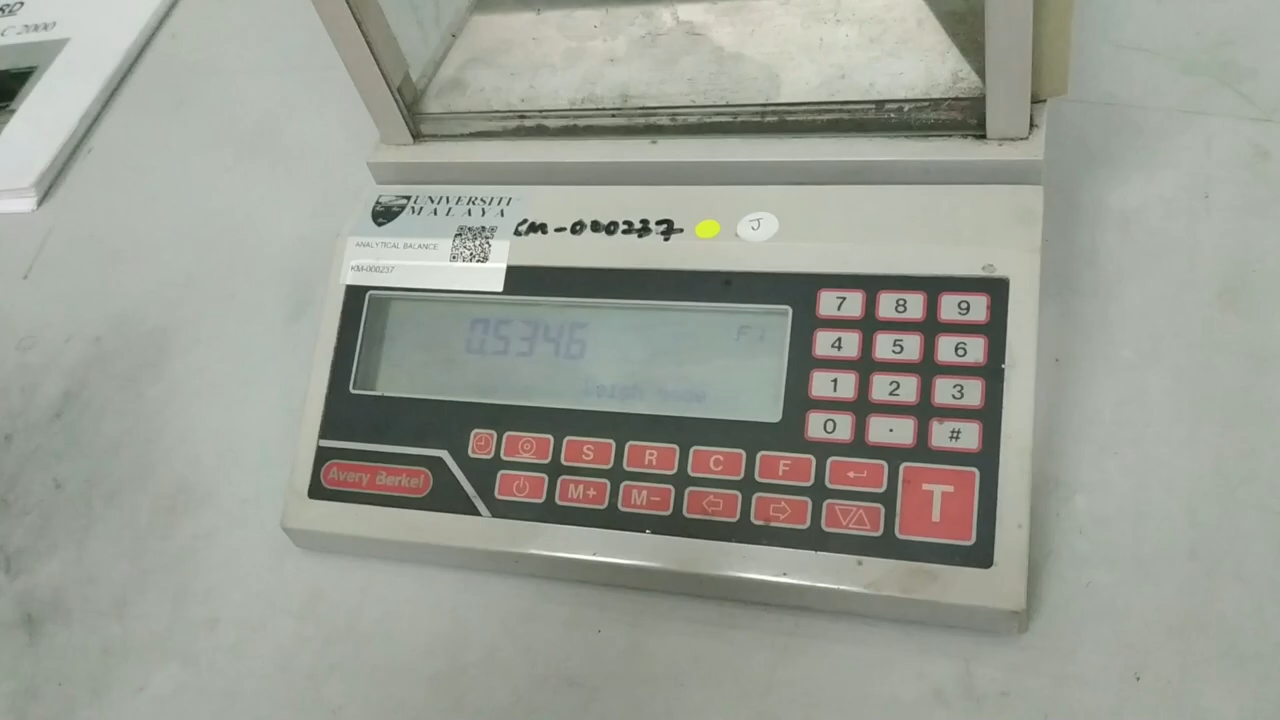 RD
C 2000
UNIVERSITI
MALAYA
KM-000237
J
ANALYTICAL BALANCE
KM-000237
0.5346
7 8 9
4 5 6
1 2 3
0 . #
S R C F
Avery Berkel
M+ M-
T